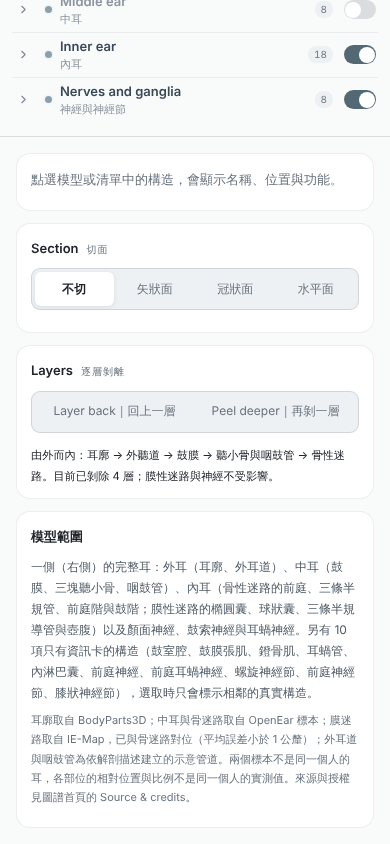 Middle ear
8
中耳
Inner ear
18
內耳
Nerves and ganglia
8
神經與神經節
點選模型或清單中的構造，會顯示名稱、位置與功能。
Section 切面
不切 矢狀面 冠狀面 水平面
Layers 逐層剝離
Layer back｜回上一層 Peel deeper｜再剝一層
由外而內：耳廓 → 外聽道 → 鼓膜 → 聽小骨與咽鼓管 → 骨性迷
路。目前已剝除 4 層；膜性迷路與神經不受影響。
模型範圍
一側（右側）的完整耳：外耳（耳廓、外耳道）、中耳（鼓
膜、三塊聽小骨、咽鼓管）、內耳（骨性迷路的前庭、三條半
規管、前庭階與鼓階；膜性迷路的橢圓囊、球狀囊、三條半規
導管與壺腹）以及顏面神經、鼓索神經與耳蝸神經。另有 10
項只有資訊卡的構造（鼓室腔、鼓膜張肌、鐙骨肌、耳蝸管、
內淋巴囊、前庭神經、前庭耳蝸神經、螺旋神經節、前庭神經
節、膝狀神經節），選取時只會標示相鄰的真實構造。
耳廓取自 BodyParts3D；中耳與骨迷路取自 OpenEar 標本；膜迷
路取自 IE-Map，已與骨迷路對位（平均誤差小於 1 公釐）；外耳道
與咽鼓管為依解剖描述建立的示意管道。兩個標本不是同一個人的
耳，各部位的相對位置與比例不是同一個人的實測值。來源與授權
見圖譜首頁的 Source & credits。